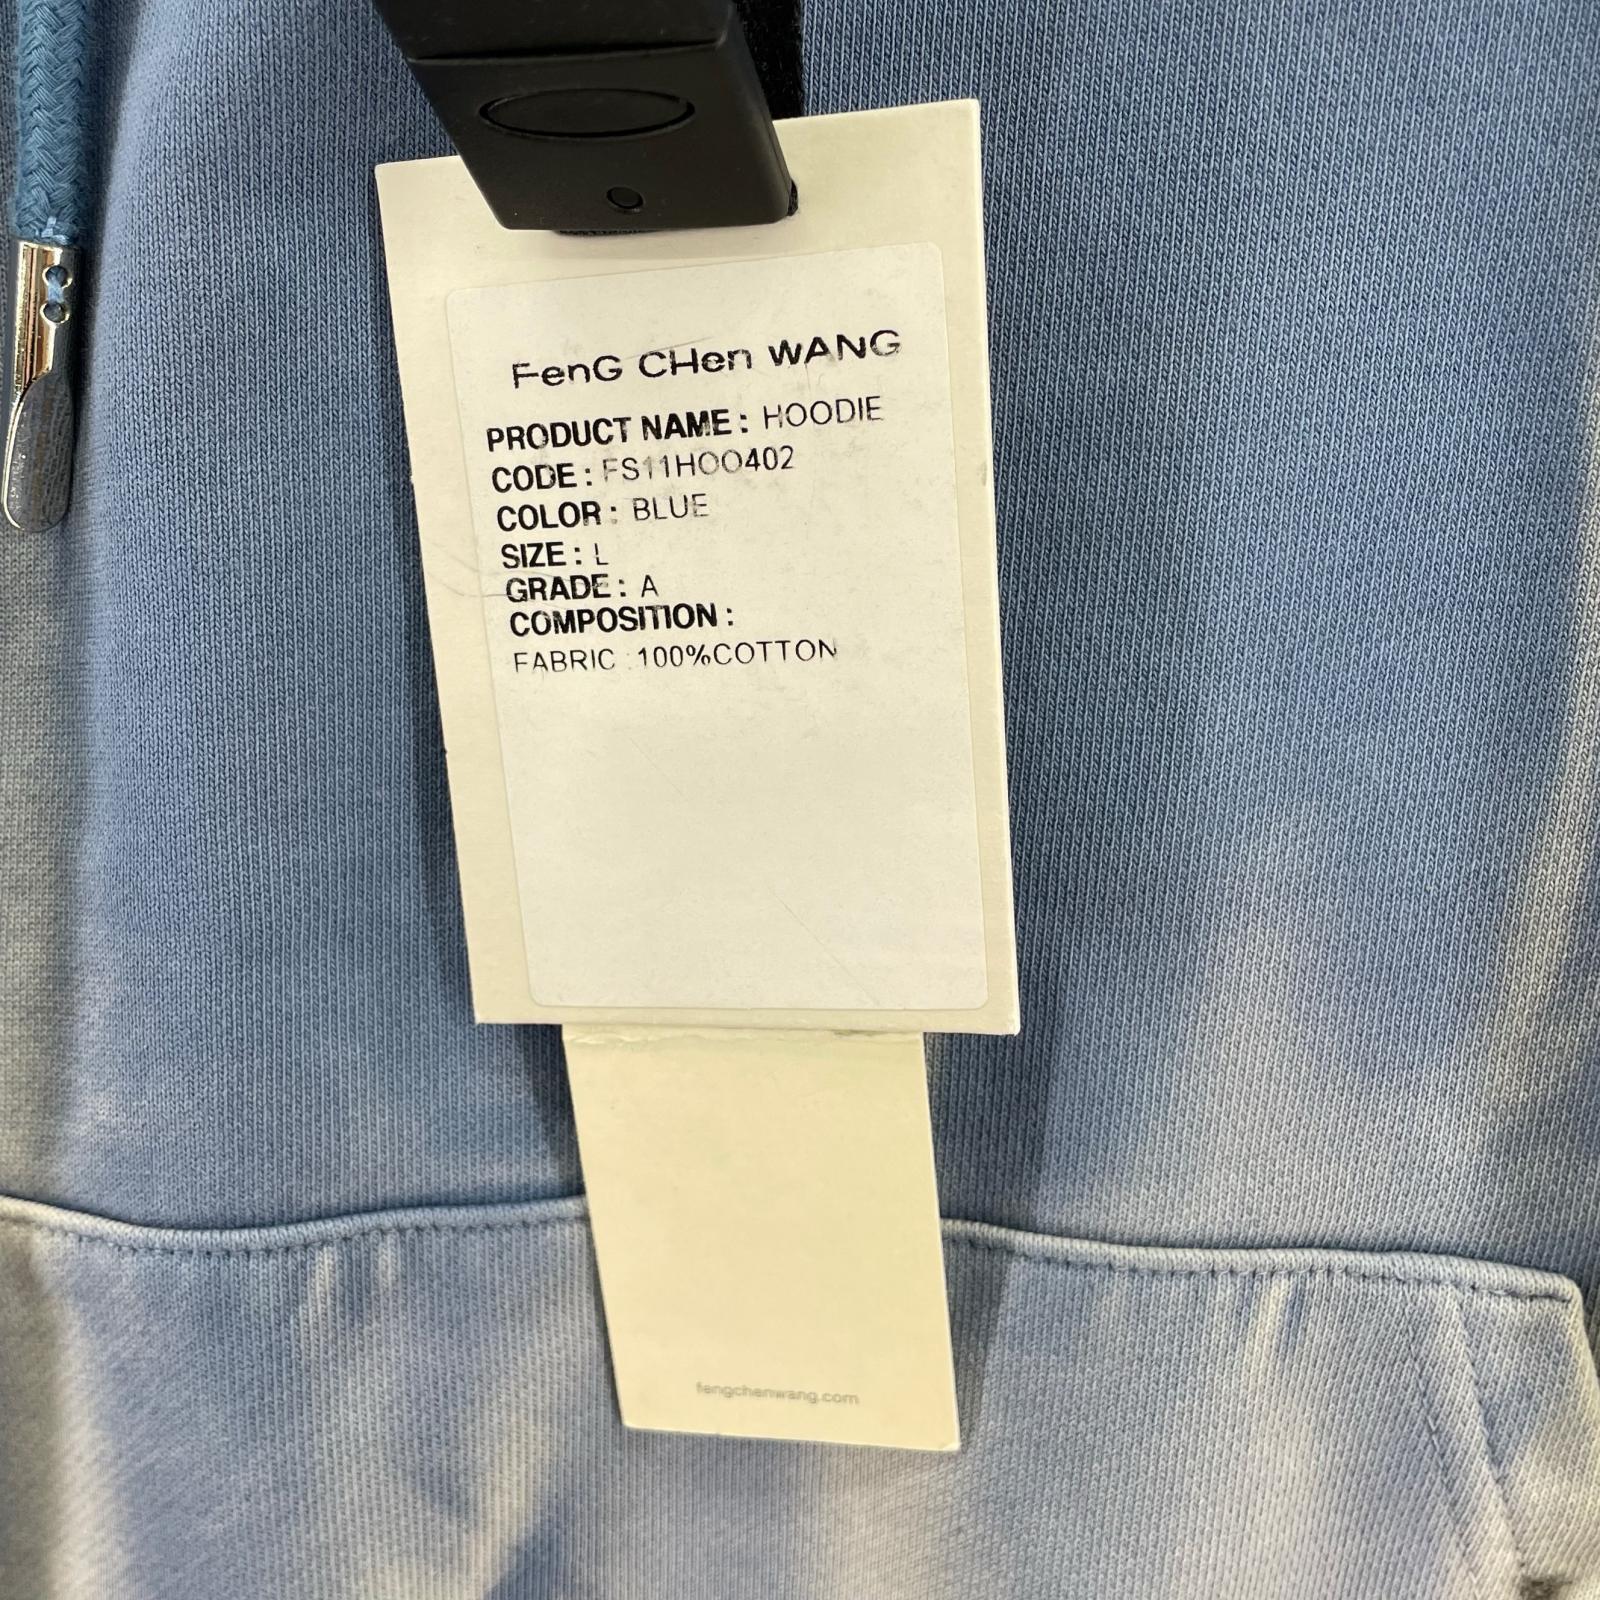 FenG CHen WANG
PRODUCT NAME : HOODIE
CODE : FS11HOO402
COLOR : BLUE
SIZE : L
GRADE : A
COMPOSITION :
FABRIC : 100%COTTON
fengchenwang.com